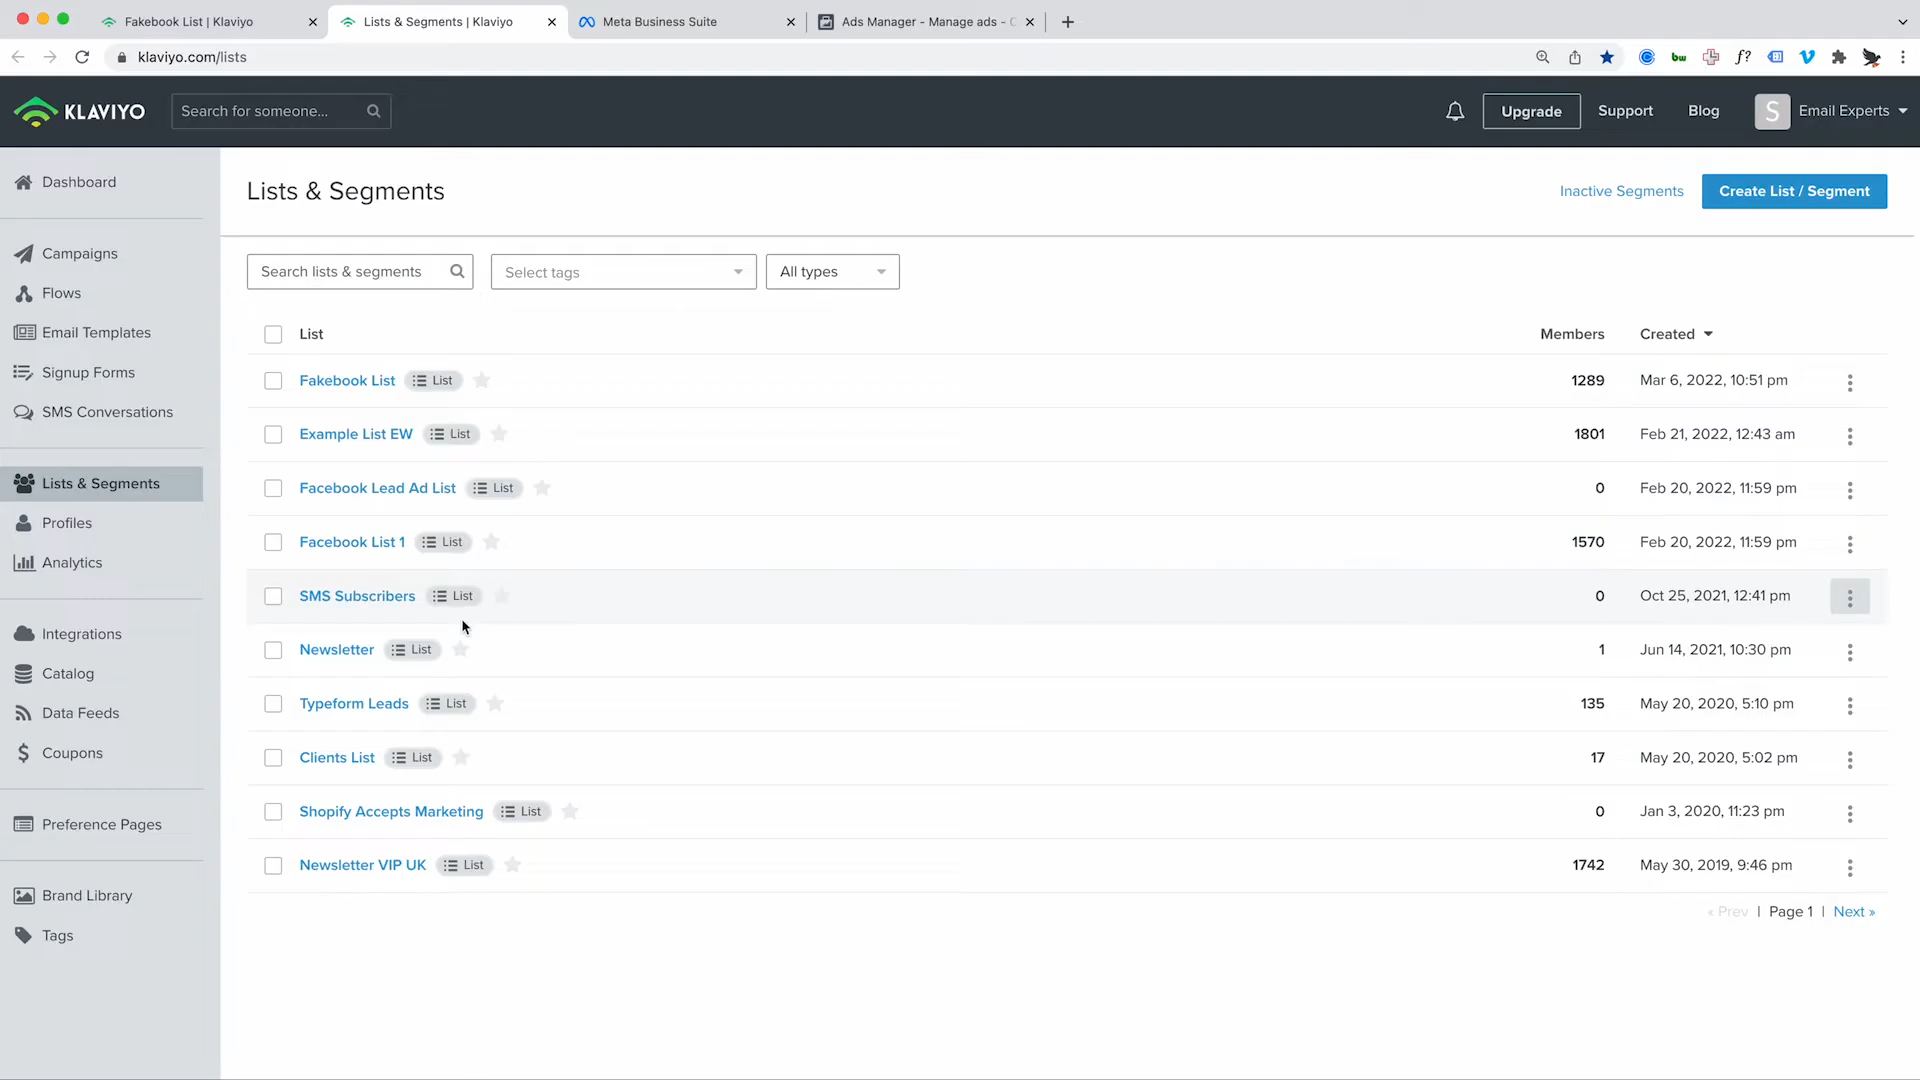 Fakebook List | Klaviyo
Lists & Segments | Klaviyo
Meta Business Suite
Ads Manager - Manage ads -
klaviyo.com/lists
bw
f?
KLAVIYO
Search for someone...
Upgrade
Support
Blog
S
Email Experts
Dashboard
Campaigns
Flows
Email Templates
Signup Forms
SMS Conversations
Lists & Segments
Profiles
Analytics
Integrations
Catalog
Data Feeds
Coupons
Preference Pages
Brand Library
Tags
Lists & Segments
Inactive Segments
Create List / Segment
Search lists & segments
Select tags
All types
List Members Created
Fakebook List List 1289 Mar 6, 2022, 10:51 pm
Example List EW List 1801 Feb 21, 2022, 12:43 am
Facebook Lead Ad List List 0 Feb 20, 2022, 11:59 pm
Facebook List 1 List 1570 Feb 20, 2022, 11:59 pm
SMS Subscribers List 0 Oct 25, 2021, 12:41 pm
Newsletter List 1 Jun 14, 2021, 10:30 pm
Typeform Leads List 135 May 20, 2020, 5:10 pm
Clients List List 17 May 20, 2020, 5:02 pm
Shopify Accepts Marketing List 0 Jan 3, 2020, 11:23 pm
Newsletter VIP UK List 1742 May 30, 2019, 9:46 pm
« Prev | Page 1 | Next »